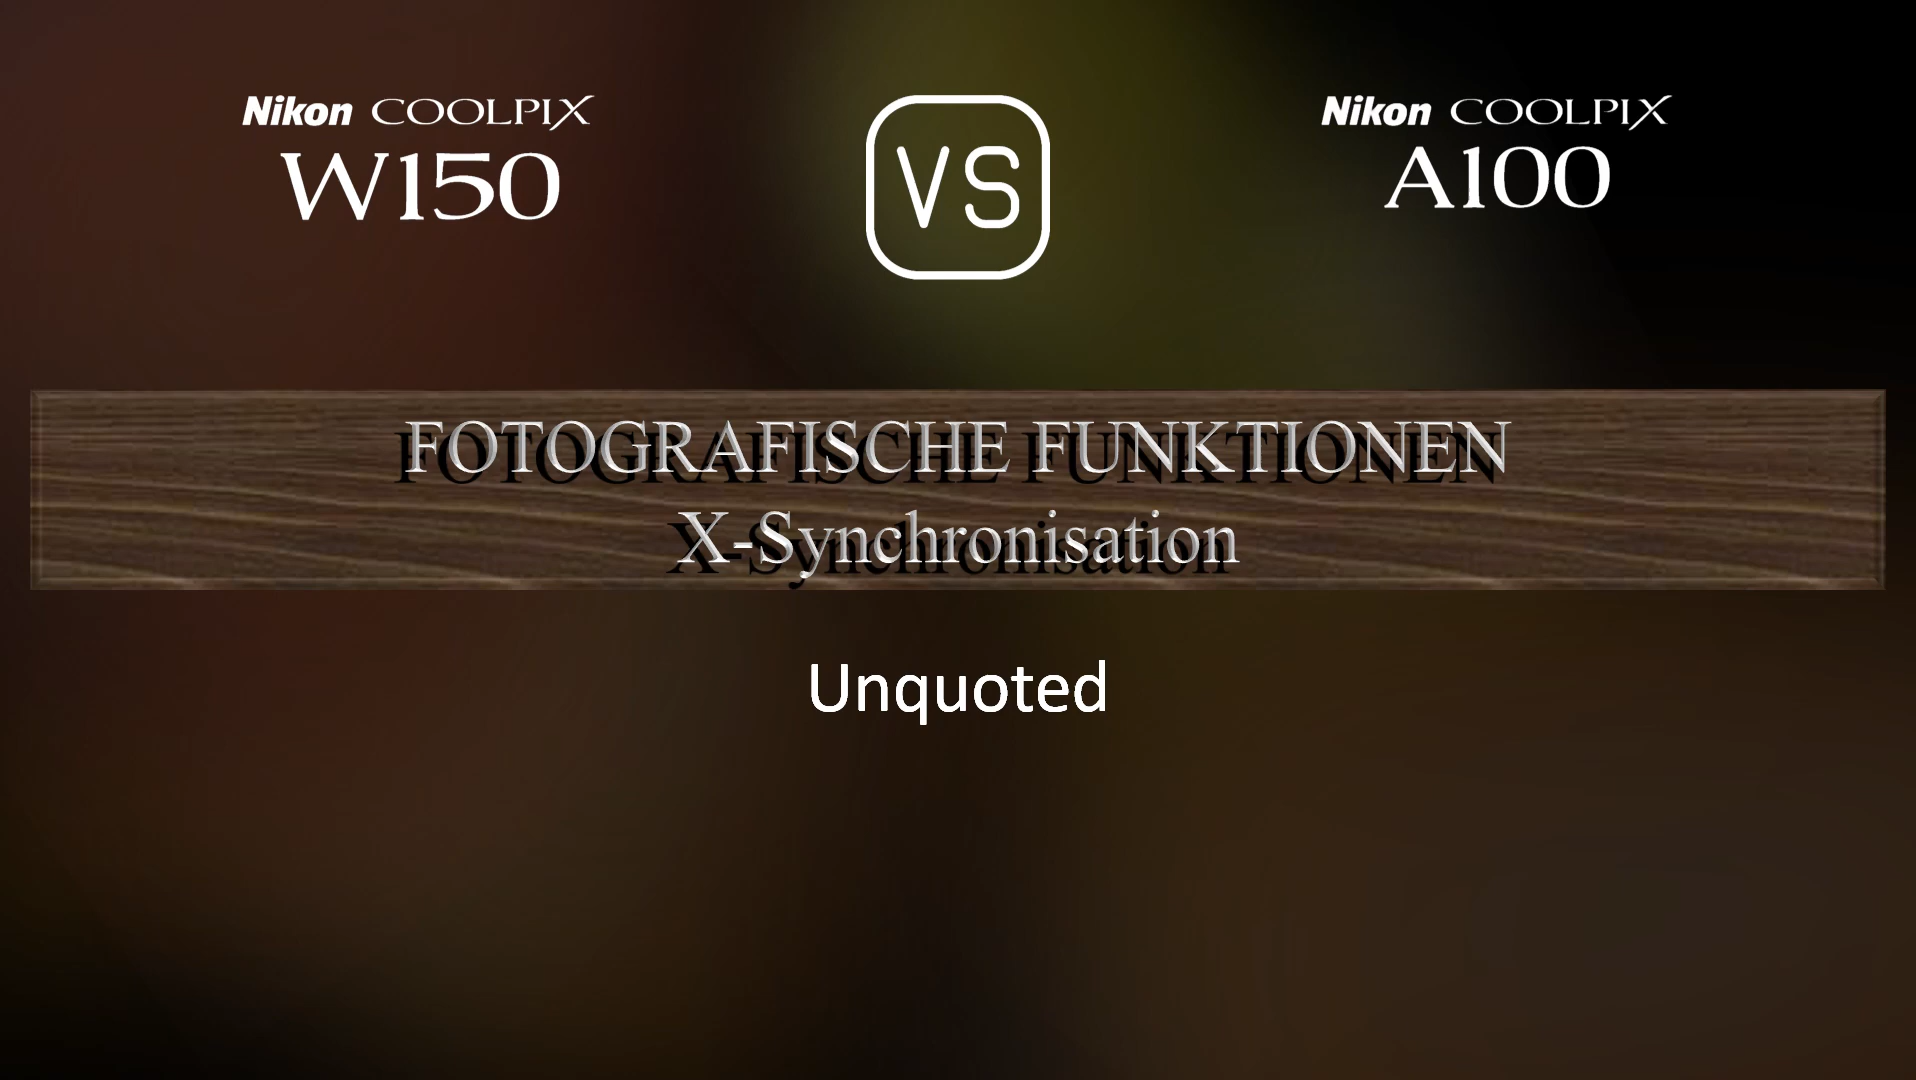 Nikon COOLPIX
W150
VS
Nikon COOLPIX
A100
FOTOGRAFISCHE FUNKTIONEN
X-Synchronisation
Unquoted